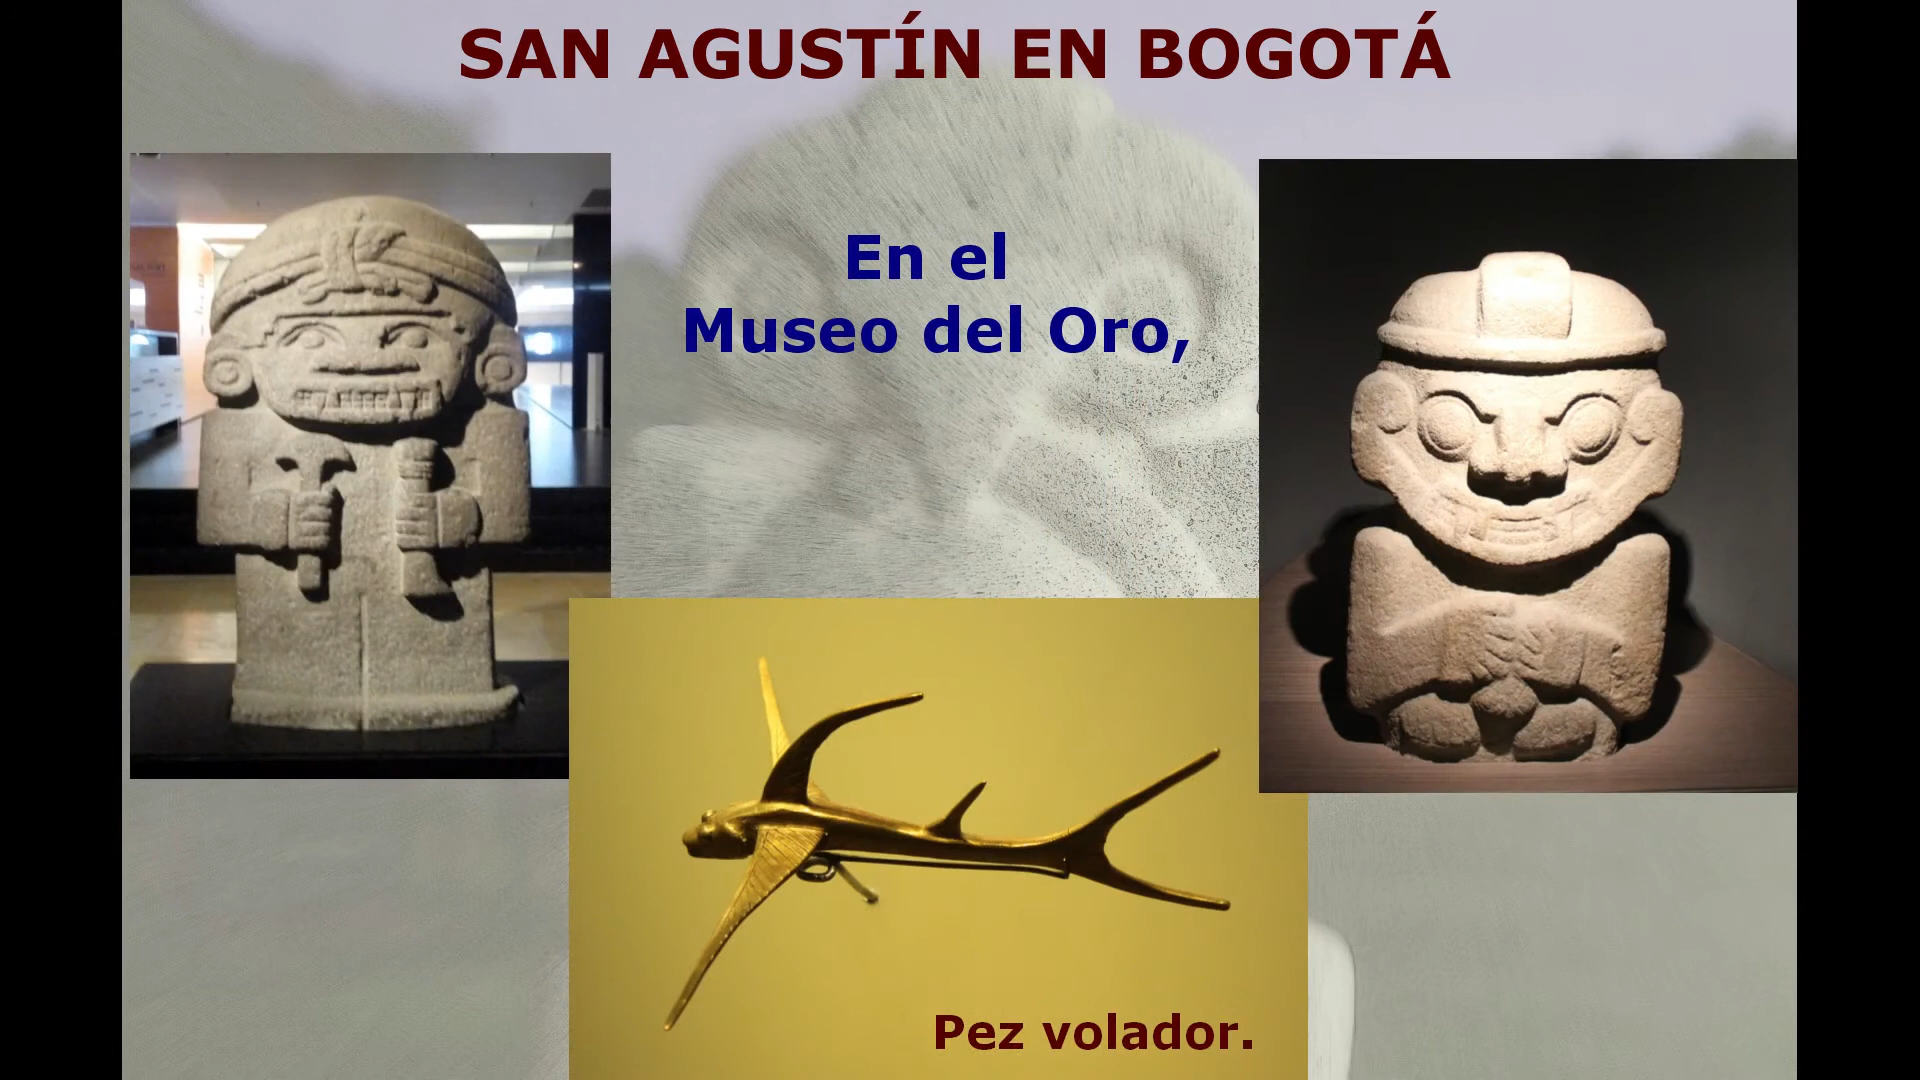 SAN AGUSTÍN EN BOGOTÁ
En el
Museo del Oro,
Pez volador.